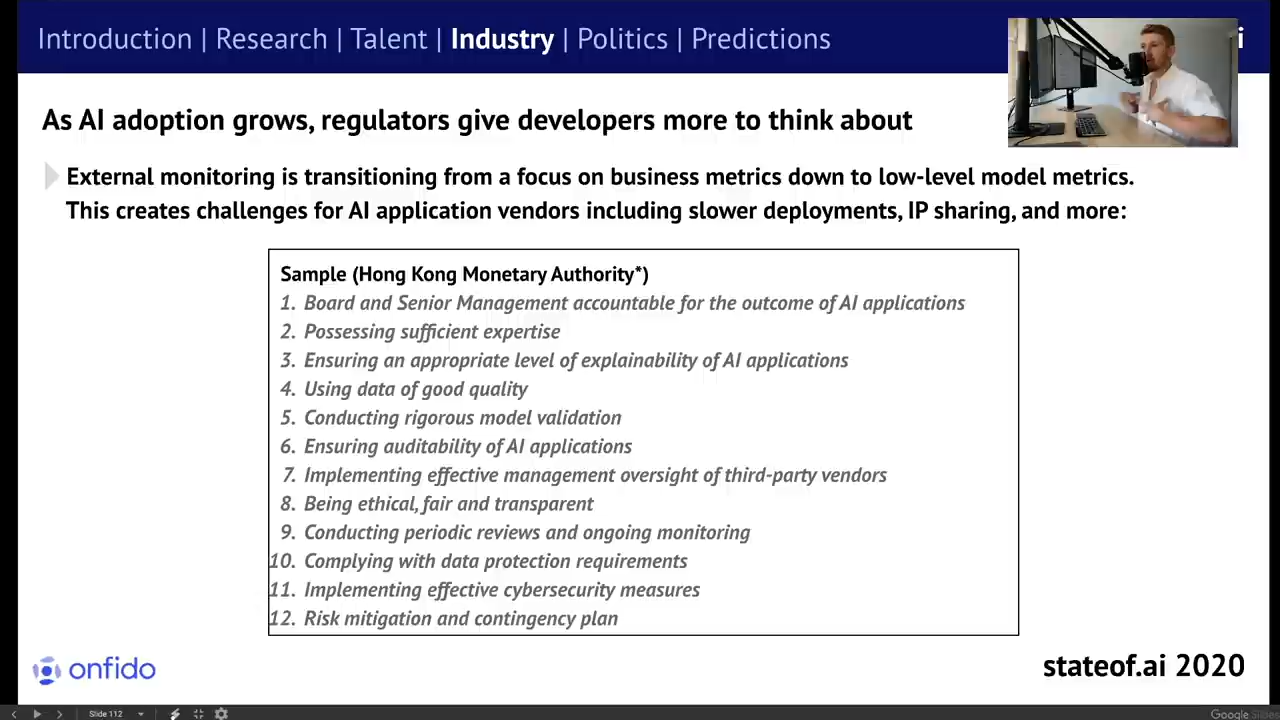 Introduction | Research | Talent | Industry | Politics | Predictions
i
As AI adoption grows, regulators give developers more to think about
External monitoring is transitioning from a focus on business metrics down to low-level model metrics.
This creates challenges for AI application vendors including slower deployments, IP sharing, and more:
Sample (Hong Kong Monetary Authority*)
1. Board and Senior Management accountable for the outcome of AI applications
2. Possessing sufficient expertise
3. Ensuring an appropriate level of explainability of AI applications
4. Using data of good quality
5. Conducting rigorous model validation
6. Ensuring auditability of AI applications
7. Implementing effective management oversight of third-party vendors
8. Being ethical, fair and transparent
9. Conducting periodic reviews and ongoing monitoring
10. Complying with data protection requirements
11. Implementing effective cybersecurity measures
12. Risk mitigation and contingency plan
onfido
stateof.ai 2020
Slide 112
Google Slides